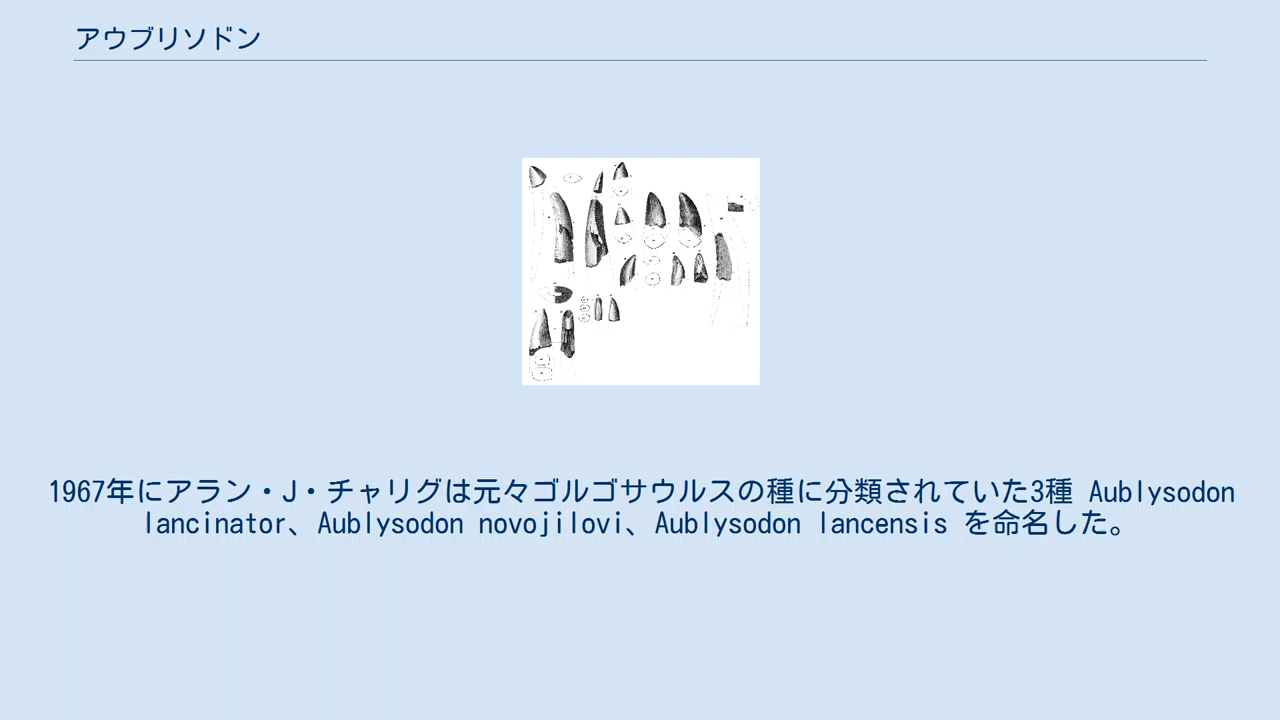 アウブリソドン
1967年にアラン・J・チャリグは元々ゴルゴサウルスの種に分類されていた3種 Aublysodon
lancinator、Aublysodon novojilovi、Aublysodon lancensis を命名した。